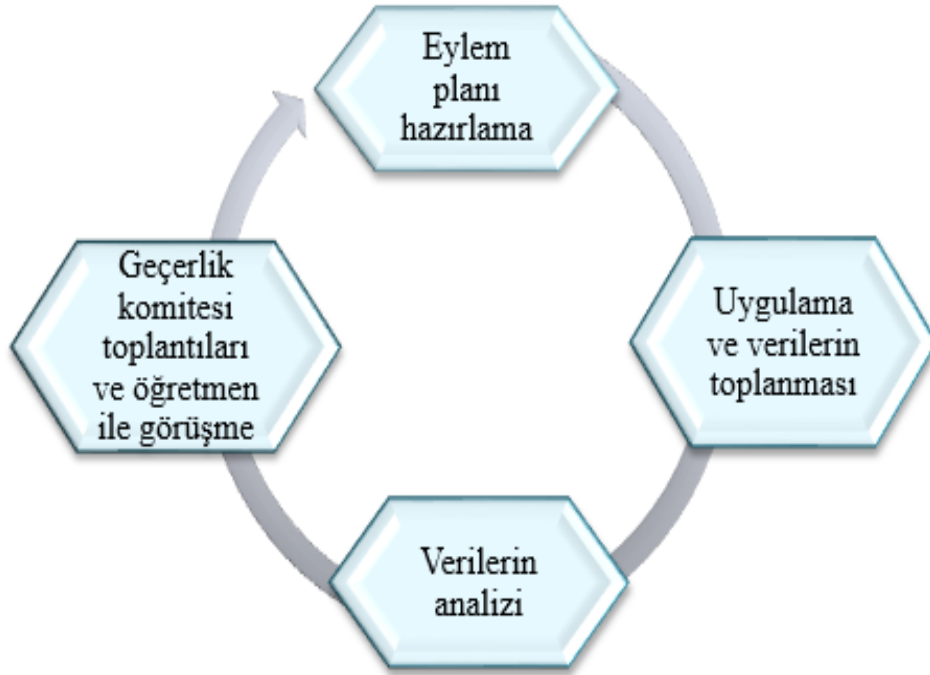 Eylem
planı
hazırlama
Uygulama
ve verilerin
toplanması
Verilerin
analizi
Geçerlik
komitesi
toplantıları
ve öğretmen
ile görüşme